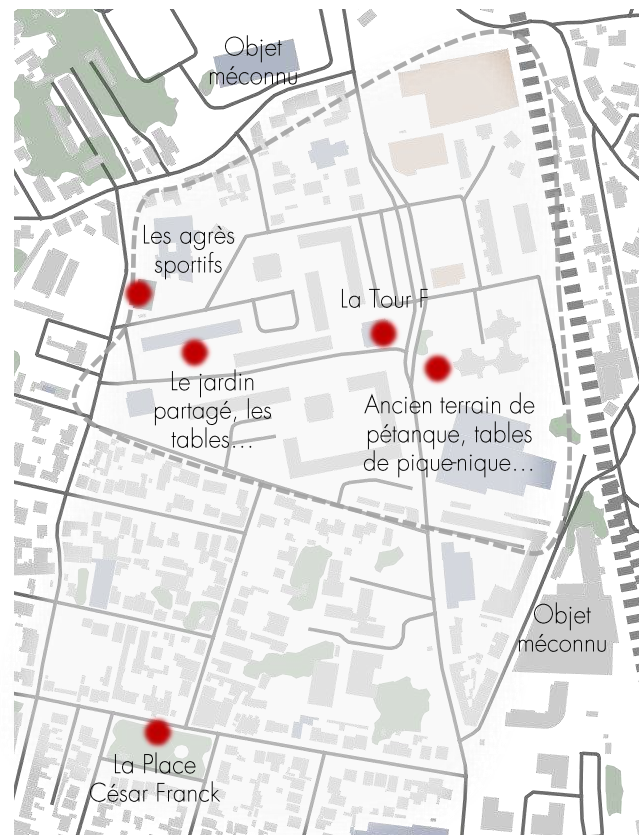 Objet
méconnu
Les agrès
sportifs
La Tour F
Le jardin
partagé, les
tables...
Ancien terrain de
pétanque, tables
de pique-nique...
Objet
méconnu
La Place
César Franck